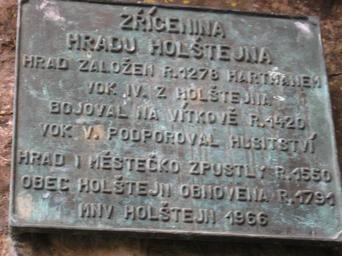 ZŘÍCENINA
HRADU HOLŠTEJNA
HRAD ZALOŽEN R.1278 HARTMANEM
VOK IV. Z HOLŠTEJNA
BOJOVAL NA VÍTKOVĚ R.1420
VOK V. PODPOROVAL HUSITSTVÍ
HRAD I MĚSTEČKO ZPUSTLY R.1550
OBEC HOLŠTEJN OBNOVENA R.1791
MNV HOLŠTEJN 1966